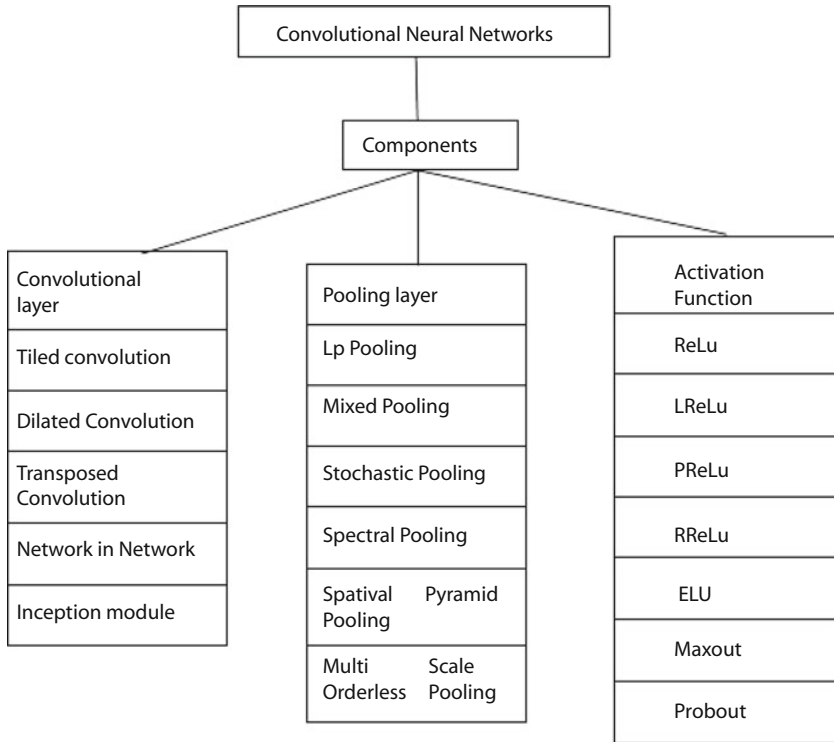 Convolutional Neural Networks
Components
Convolutional
layer
Tiled convolution
Dilated Convolution
Transposed
Convolution
Network in Network
Inception module
Pooling layer
Lp Pooling
Mixed Pooling
Stochastic Pooling
Spectral Pooling
Spatival Pyramid
Pooling
Multi Scale
Orderless Pooling
Activation
Function
ReLu
LReLu
PReLu
RReLu
ELU
Maxout
Probout